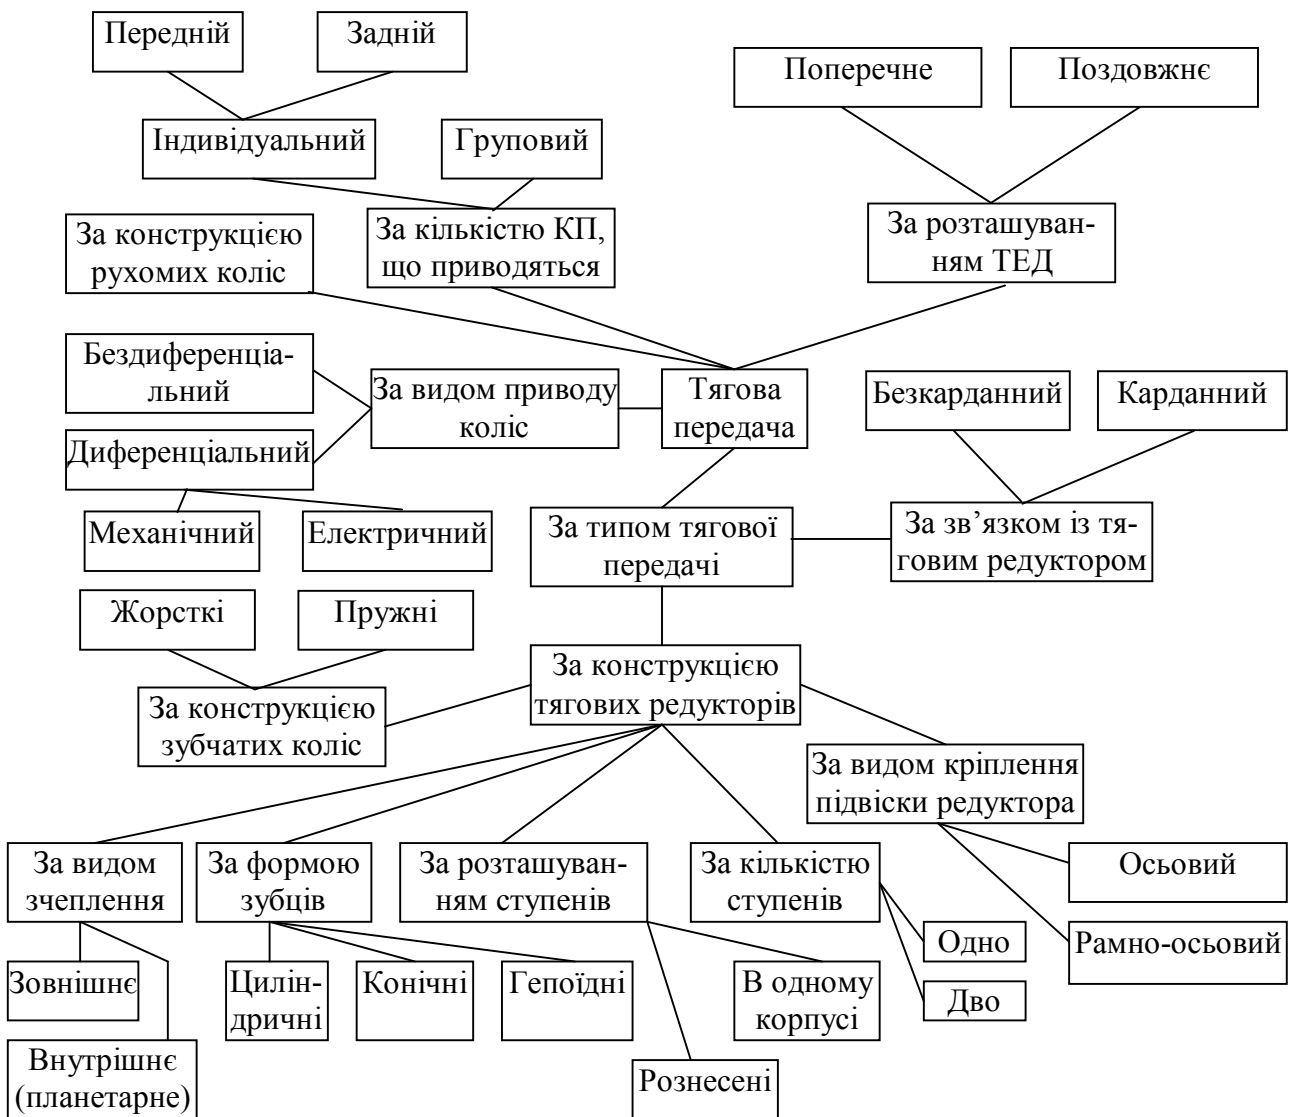 Передній
Задній
Поперечне
Поздовжнє
Індивідуальний
Груповий
За конструкцією
рухомих коліс
За кількістю КП,
що приводяться
За розташуван-
ням ТЕД
Бездиференціа-
льний
За видом приводу
коліс
Тягова
передача
Безкарданний
Карданний
Диференціальний
Механічний
Електричний
За типом тягової
передачі
За зв’язком із тя-
говим редуктором
Жорсткі
Пружні
За конструкцією
тягових редукторів
За конструкцією
зубчатих коліс
За видом кріплення
підвіски редуктора
За видом
зчеплення
За формою
зубців
За розташуван-
ням ступенів
За кількістю
ступенів
Осьовий
Одно
Рамно-осьовий
Зовнішнє
Цилін-
дричні
Конічні
Гепоїдні
В одному
корпусі
Дво
Внутрішнє
(планетарне)
Рознесені